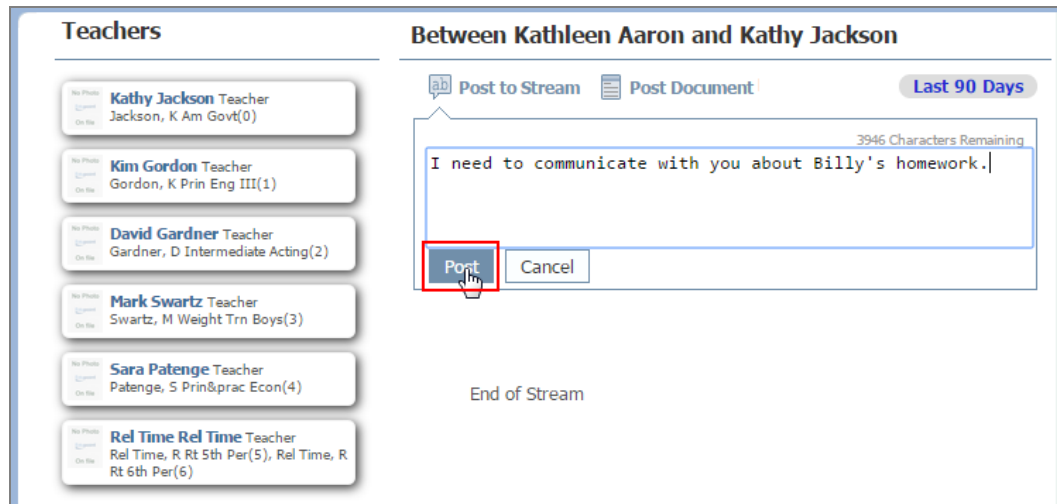 Teachers
Between Kathleen Aaron and Kathy Jackson
No Photo
On file
Kathy Jackson Teacher
Jackson, K Am Govt(0)
No Photo
On file
Kim Gordon Teacher
Gordon, K Prin Eng III(1)
No Photo
On file
David Gardner Teacher
Gardner, D Intermediate Acting(2)
No Photo
On file
Mark Swartz Teacher
Swartz, M Weight Trn Boys(3)
No Photo
On file
Sara Patenge Teacher
Patenge, S Prin&prac Econ(4)
No Photo
On file
Rel Time Rel Time Teacher
Rel Time, R Rt 5th Per(5), Rel Time, R
Rt 6th Per(6)
ab Post to Stream Post Document Last 90 Days
3946 Characters Remaining
I need to communicate with you about Billy's homework.
Post Cancel
End of Stream